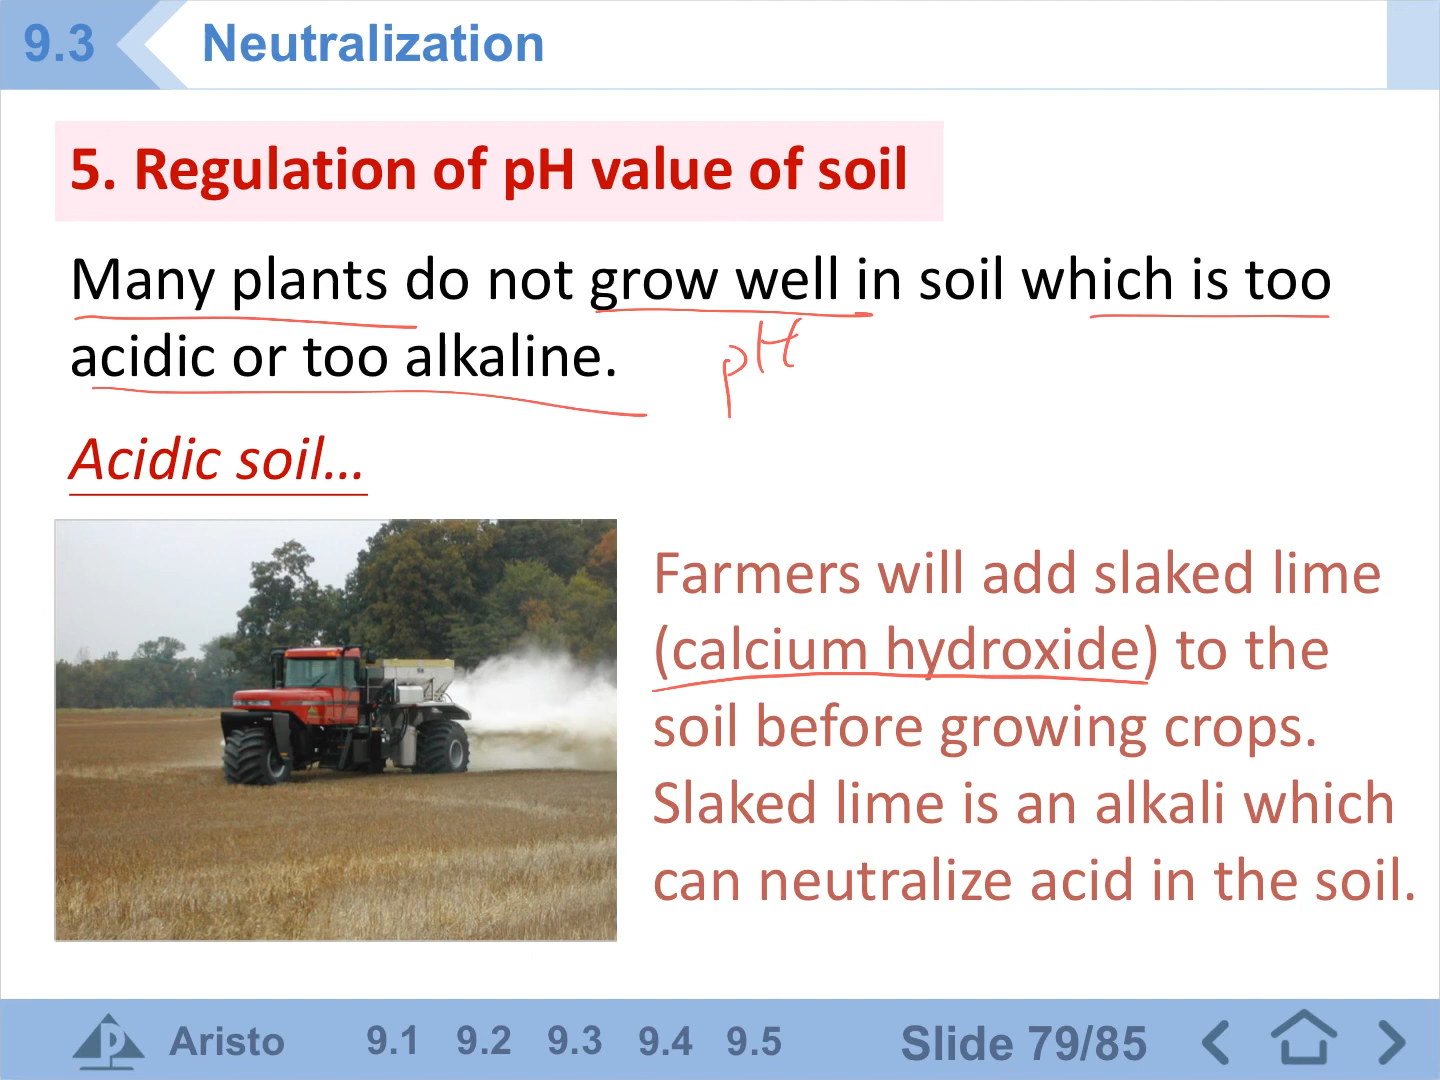 9.3 Neutralization
5. Regulation of pH value of soil
Many plants do not grow well in soil which is too
acidic or too alkaline.
pH
Acidic soil...
Farmers will add slaked lime
(calcium hydroxide) to the
soil before growing crops.
Slaked lime is an alkali which
can neutralize acid in the soil.
P Aristo 9.1 9.2 9.3 9.4 9.5 Slide 79/85